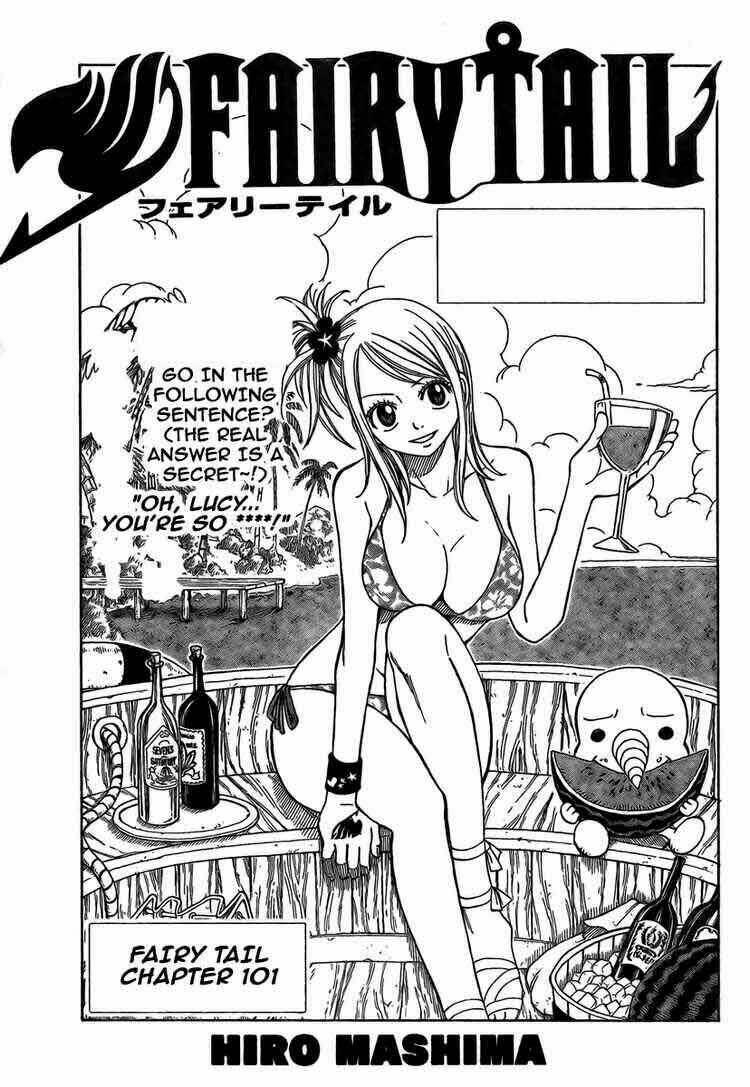 FAIRY TAIL
フェアリーテイル
GO IN THE
FOLLOWING
SENTENCE?
(THE REAL
ANSWER IS A
SECRET~!)
"OH, LUCY...
YOU'RE SO ****!"
SEVEN'S
FAIRY TAIL
CHAPTER 101
HIRO MASHIMA